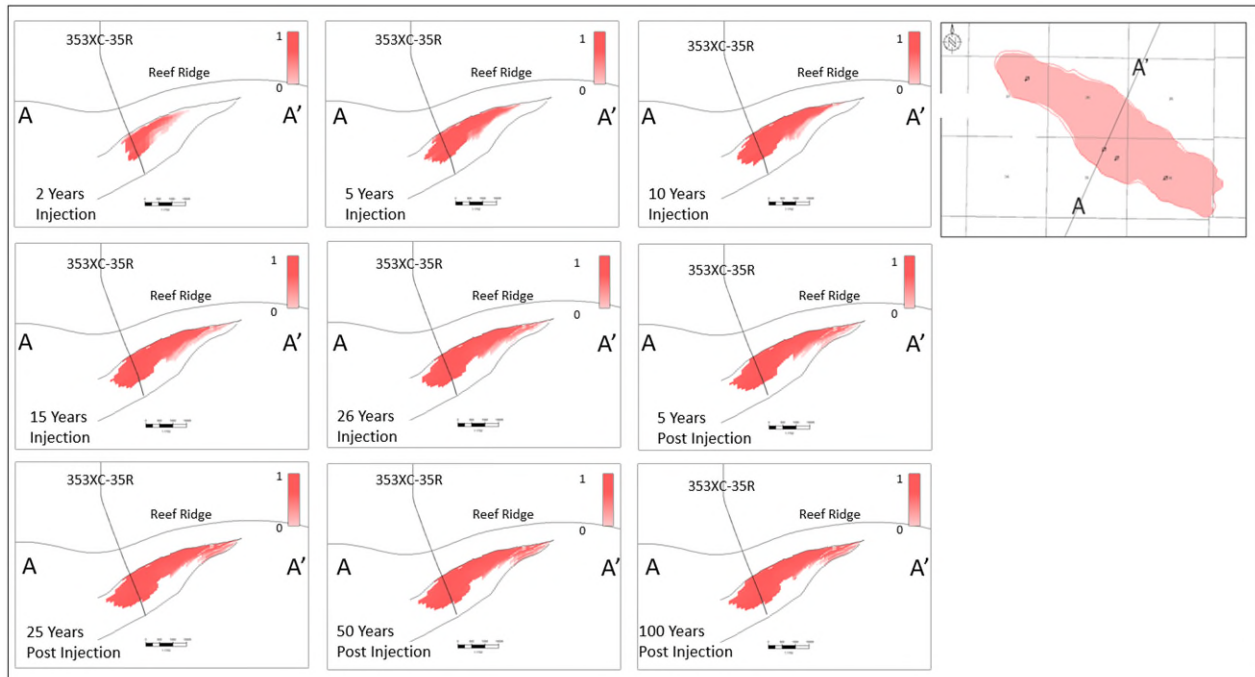 353XC-35R
1
0
Reef Ridge
A
A'
2 Years
Injection
353XC-35R
1
0
Reef Ridge
A
A'
5 Years
Injection
353XC-35R
1
0
Reef Ridge
A
A'
10 Years
Injection
A'
A
353XC-35R
1
0
Reef Ridge
A
A'
15 Years
Injection
353XC-35R
1
0
Reef Ridge
A
A'
26 Years
Injection
353XC-35R
1
0
Reef Ridge
A
A'
5 Years
Post Injection
353XC-35R
1
0
Reef Ridge
A
A'
25 Years
Post Injection
353XC-35R
1
0
Reef Ridge
A
A'
50 Years
Post Injection
353XC-35R
1
0
Reef Ridge
A
A'
100 Years
Post Injection